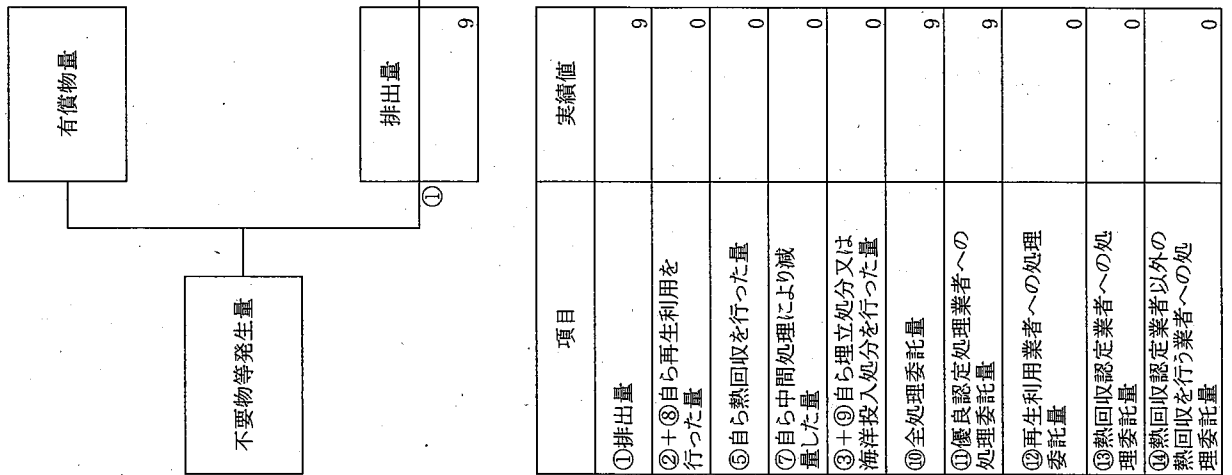 有償物量
不要物等発生量
排出量
①
9
項目
実績値
①排出量
9
②+⑧自ら再生利用を
行った量
0
⑤自ら熱回収を行った量
0
⑦自ら中間処理により減
量した量
0
③+⑨自ら埋立処分又は
海洋投入処分を行った量
0
⑩全処理委託量
9
⑪優良認定処理業者への
処理委託量
9
⑫再生利用業者への処理
委託量
0
⑬熱回収認定業者への処
理委託量
0
⑭熱回収認定業者以外の
熱回収を行う業者への処
理委託量
0